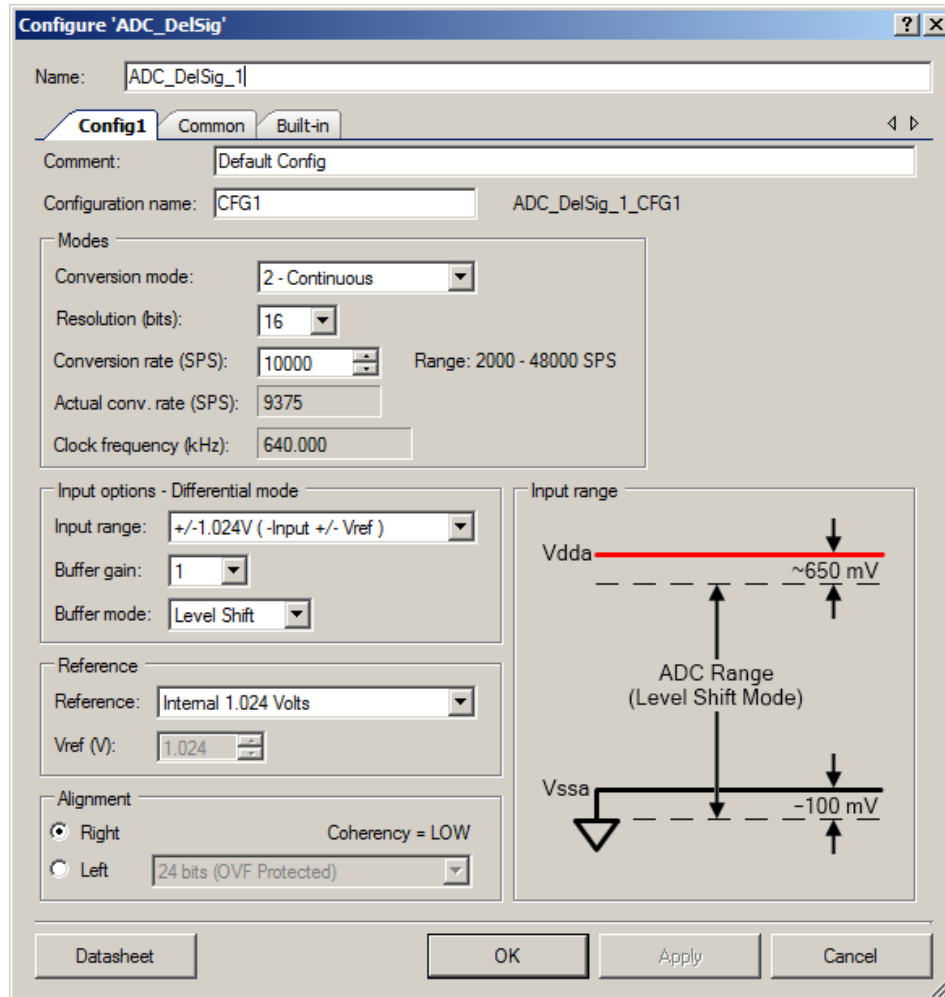 Configure 'ADC_DelSig'
Name: ADC_DelSig_1
Config1 Common Built-in
Comment: Default Config
Configuration name: CFG1 ADC_DelSig_1_CFG1
Modes
Conversion mode: 2 - Continuous
Resolution (bits): 16
Conversion rate (SPS): 10000 Range: 2000 - 48000 SPS
Actual conv. rate (SPS): 9375
Clock frequency (kHz): 640.000
Input options - Differential mode
Input range: +/-1.024V ( -Input +/- Vref )
Buffer gain: 1
Buffer mode: Level Shift
Input range
Vdda
~650 mV
ADC Range
(Level Shift Mode)
Vssa
~100 mV
Reference
Reference: Internal 1.024 Volts
Vref (V): 1.024
Alignment
Right Coherency = LOW
Left 24 bits (OVF Protected)
Datasheet OK Apply Cancel